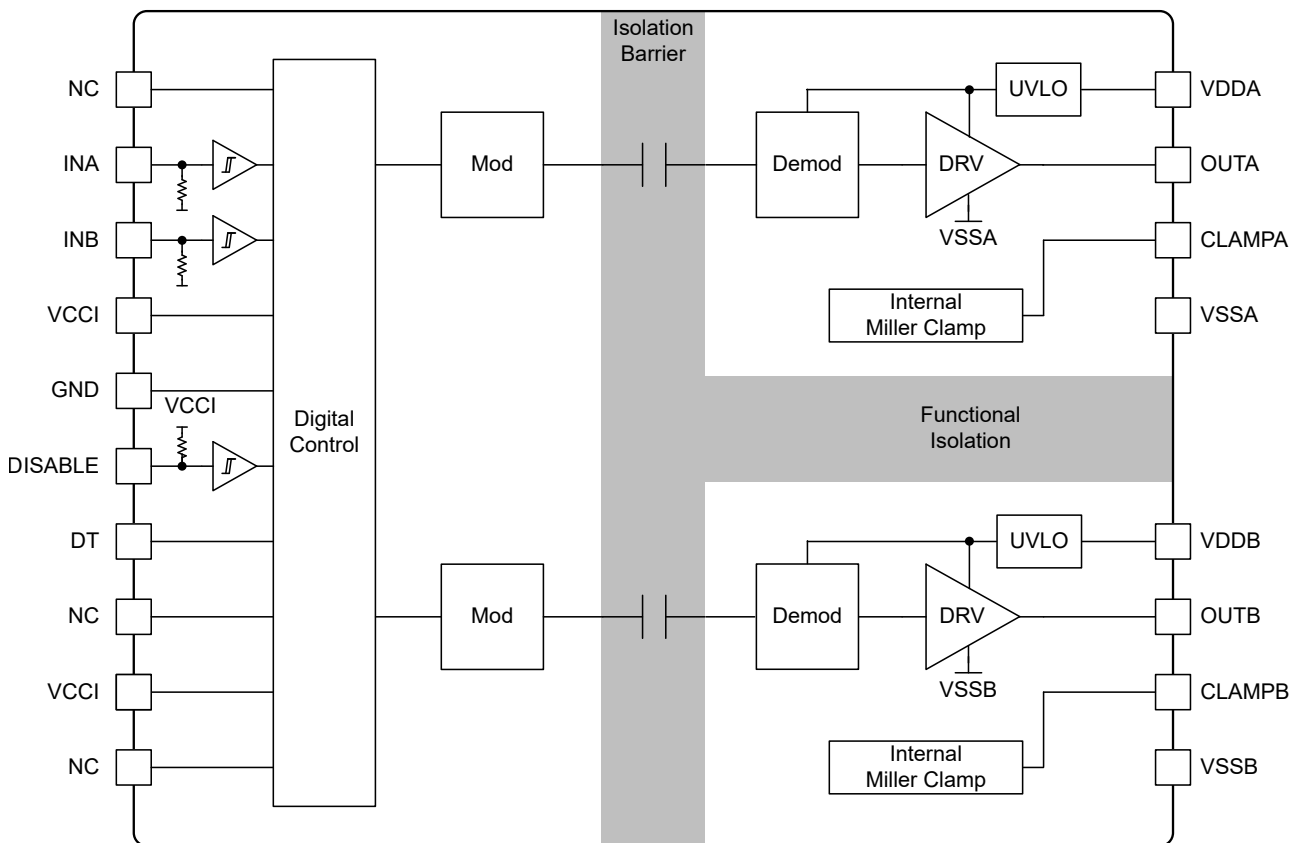 Isolation
Barrier
NC
INA
INB
VCCI
GND
VCCI
DISABLE
DT
NC
VCCI
NC
Digital
Control
Mod
Mod
UVLO
Demod
DRV
VSSA
Internal
Miller Clamp
VDDA
OUTA
CLAMPA
VSSA
Functional
Isolation
UVLO
Demod
DRV
VSSB
Internal
Miller Clamp
VDDB
OUTB
CLAMPB
VSSB